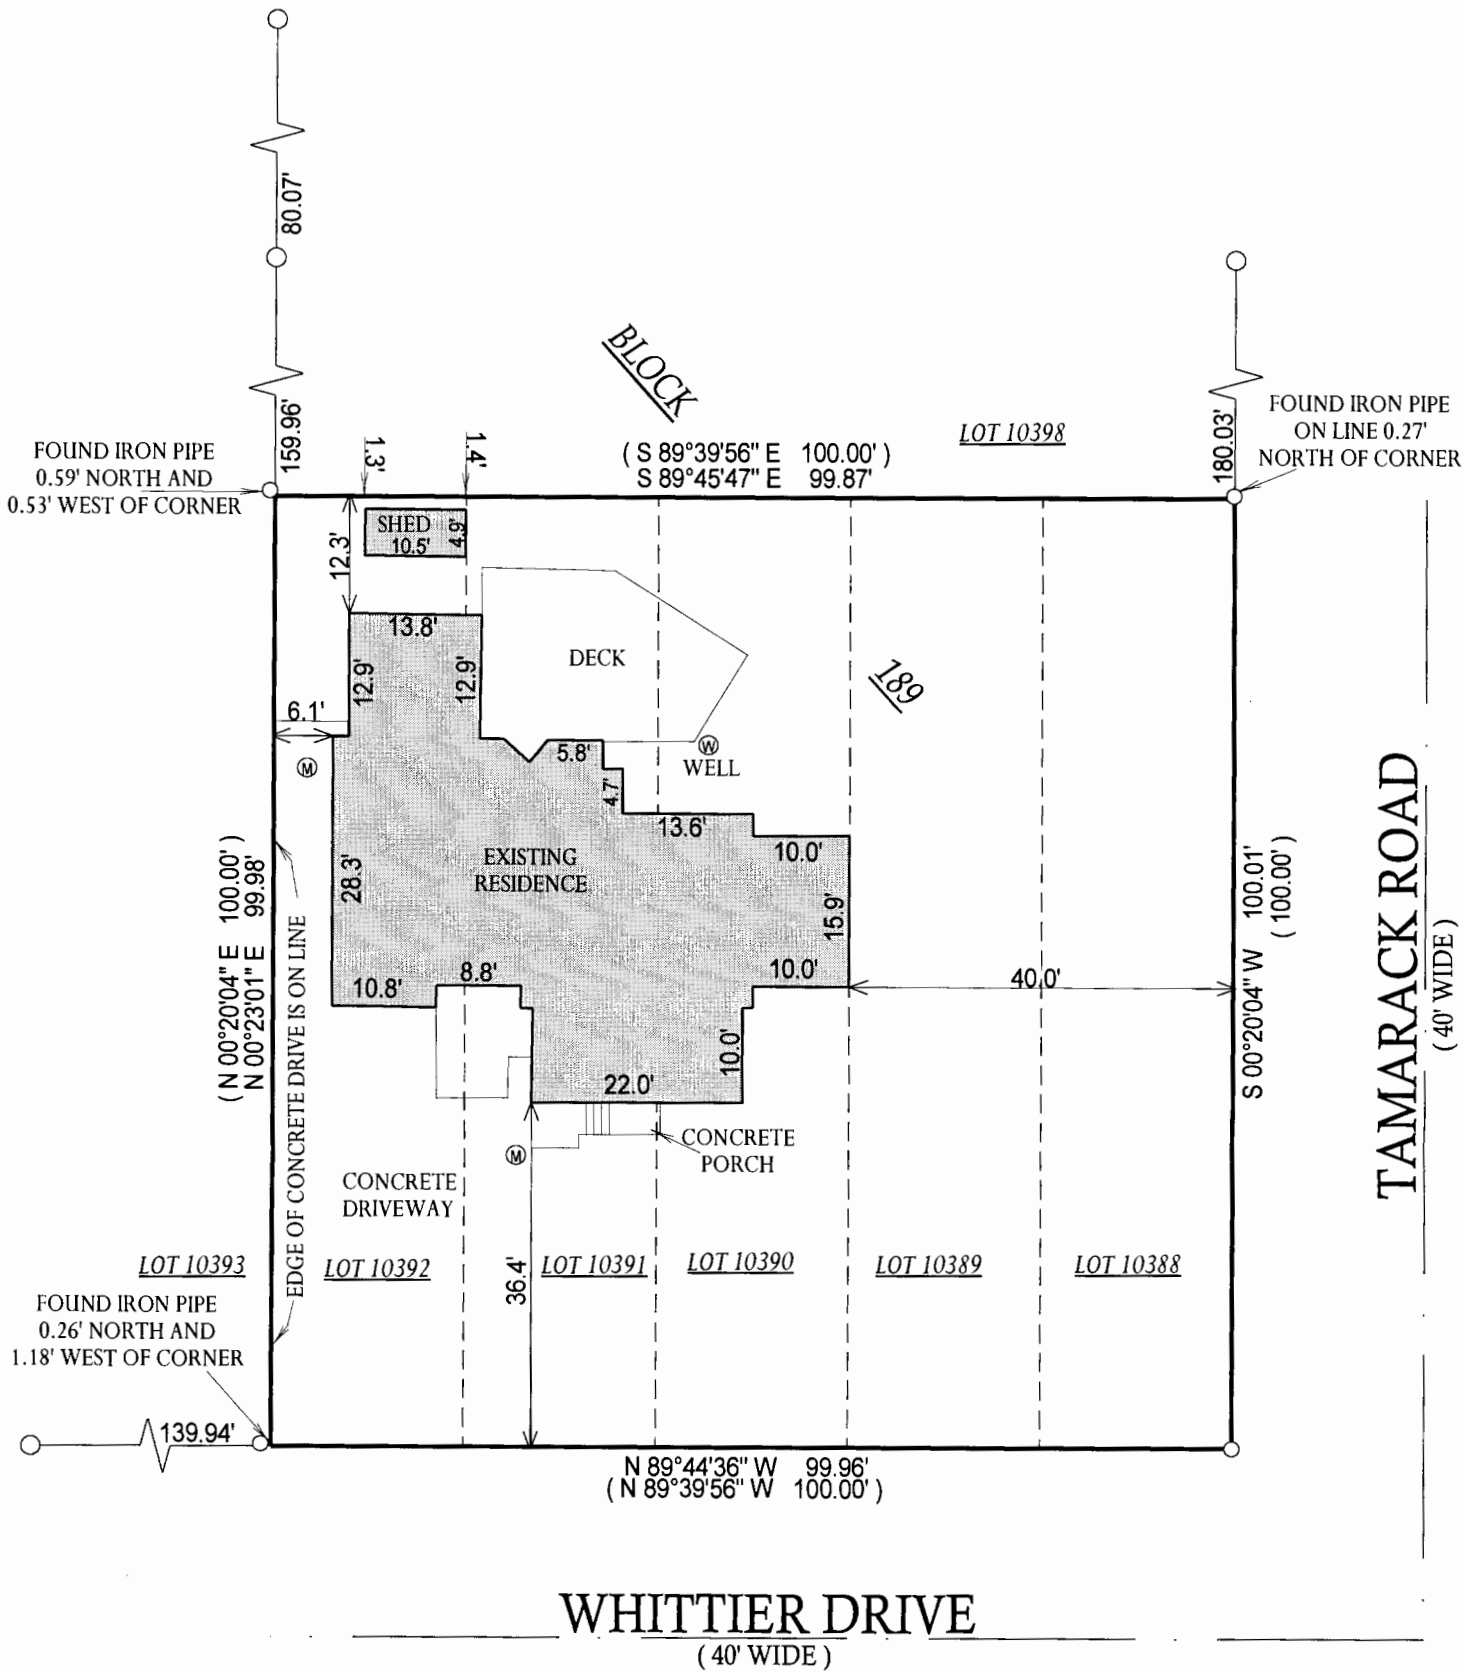 80.07'
159.96'
BLOCK
LOT 10398
FOUND IRON PIPE
ON LINE 0.27'
NORTH OF CORNER
180.03'
FOUND IRON PIPE
0.59' NORTH AND
0.53' WEST OF CORNER
1.3'
1.4'
( S 89°39'56" E 100.00' )
S 89°45'47" E 99.87'
SHED
10.5'
4.9'
12.3'
13.8'
12.9'
12.9'
DECK
189
6.1'
M
5.8'
W
WELL
4.7'
13.6'
10.0'
EXISTING
RESIDENCE
28.3'
15.9'
( N 00°20'04" E 100.00' )
N 00°23'01" E 99.98'
EDGE OF CONCRETE DRIVE IS ON LINE
S 00°20'04" W 100.01'
( 100.00' )
TAMARACK ROAD
( 40' WIDE )
10.8'
8.8'
10.0'
40.0'
10.0'
22.0'
M
CONCRETE
PORCH
CONCRETE
DRIVEWAY
36.4'
LOT 10393
LOT 10392
LOT 10391
LOT 10390
LOT 10389
LOT 10388
FOUND IRON PIPE
0.26' NORTH AND
1.18' WEST OF CORNER
139.94'
N 89°44'36" W 99.96'
( N 89°39'56" W 100.00' )
WHITTIER DRIVE
( 40' WIDE )